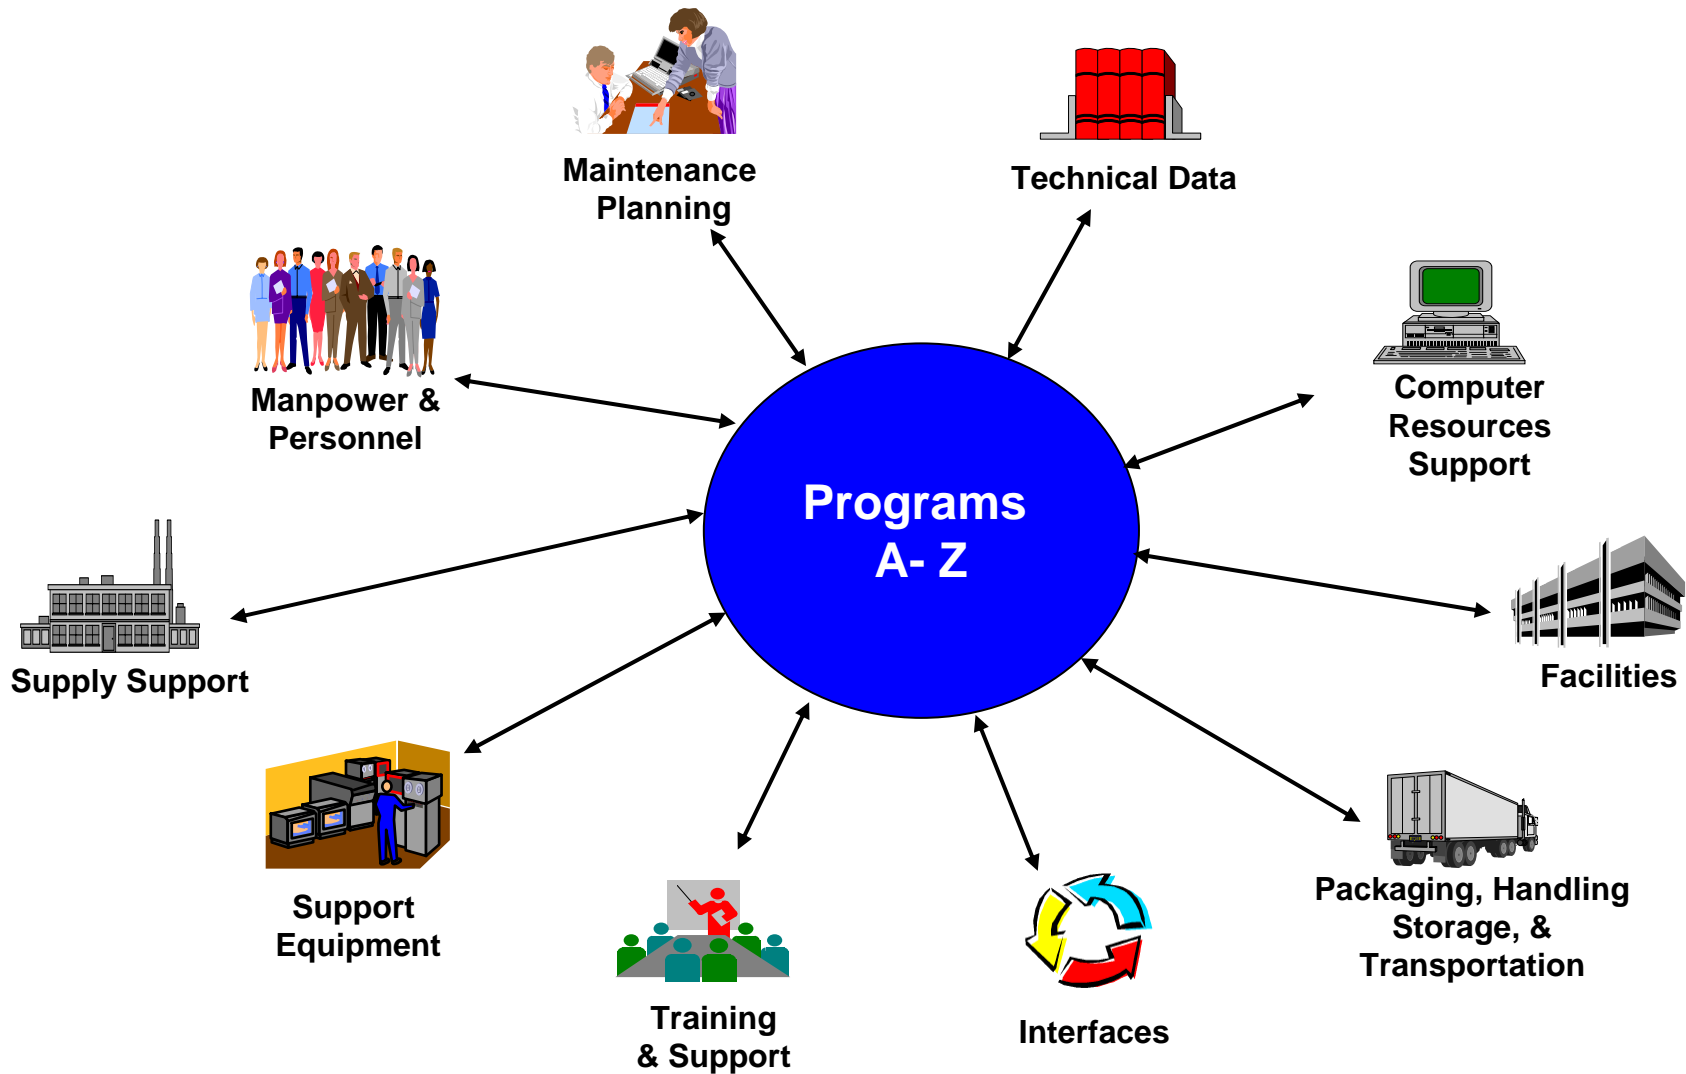 Maintenance
Planning
Technical Data
Manpower &
Personnel
Computer
Resources
Support
Programs
A- Z
Supply Support
Facilities
Support
Equipment
Packaging, Handling
Storage, &
Transportation
Training
& Support
Interfaces